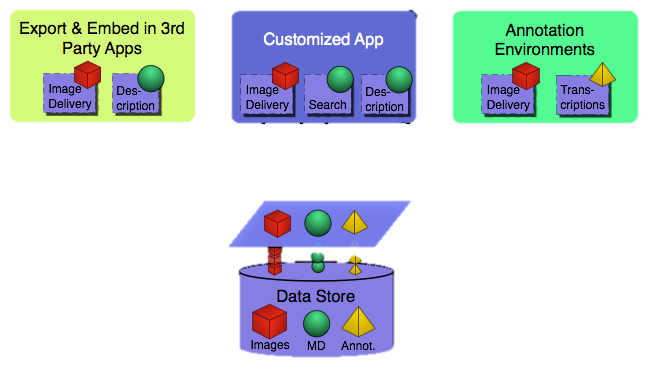 Export & Embed in 3rd
Party Apps
Image
Delivery
Des-
cription
Customized App
Image
Delivery
Search
Des-
cription
Annotation
Environments
Image
Delivery
Trans-
criptions
Data Store
Images
MD
Annot.